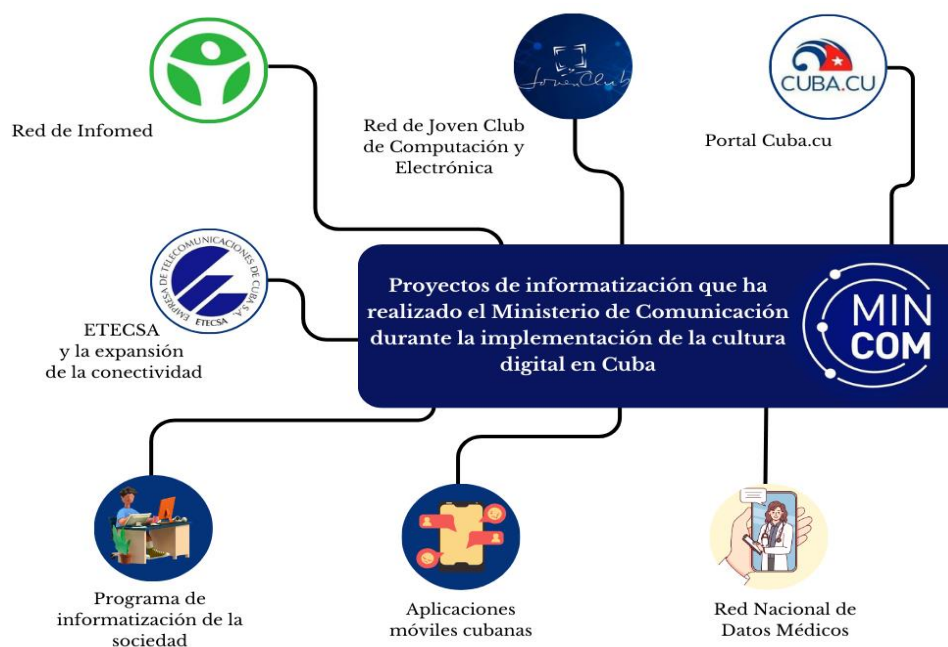 Red de Infomed
JovenClub
Red de Joven Club
de Computación y
Electrónica
CUBA.CU
Portal Cuba.cu
EMPRESA DE TELECOMUNICACIONES DE CUBA S.A.
ETECSA
ETECSA
y la expansión
de la conectividad
Proyectos de informatización que ha
realizado el Ministerio de Comunicación
durante la implementación de la cultura
digital en Cuba
MIN
COM
Programa de
informatización de la
sociedad
Aplicaciones
móviles cubanas
Red Nacional de
Datos Médicos